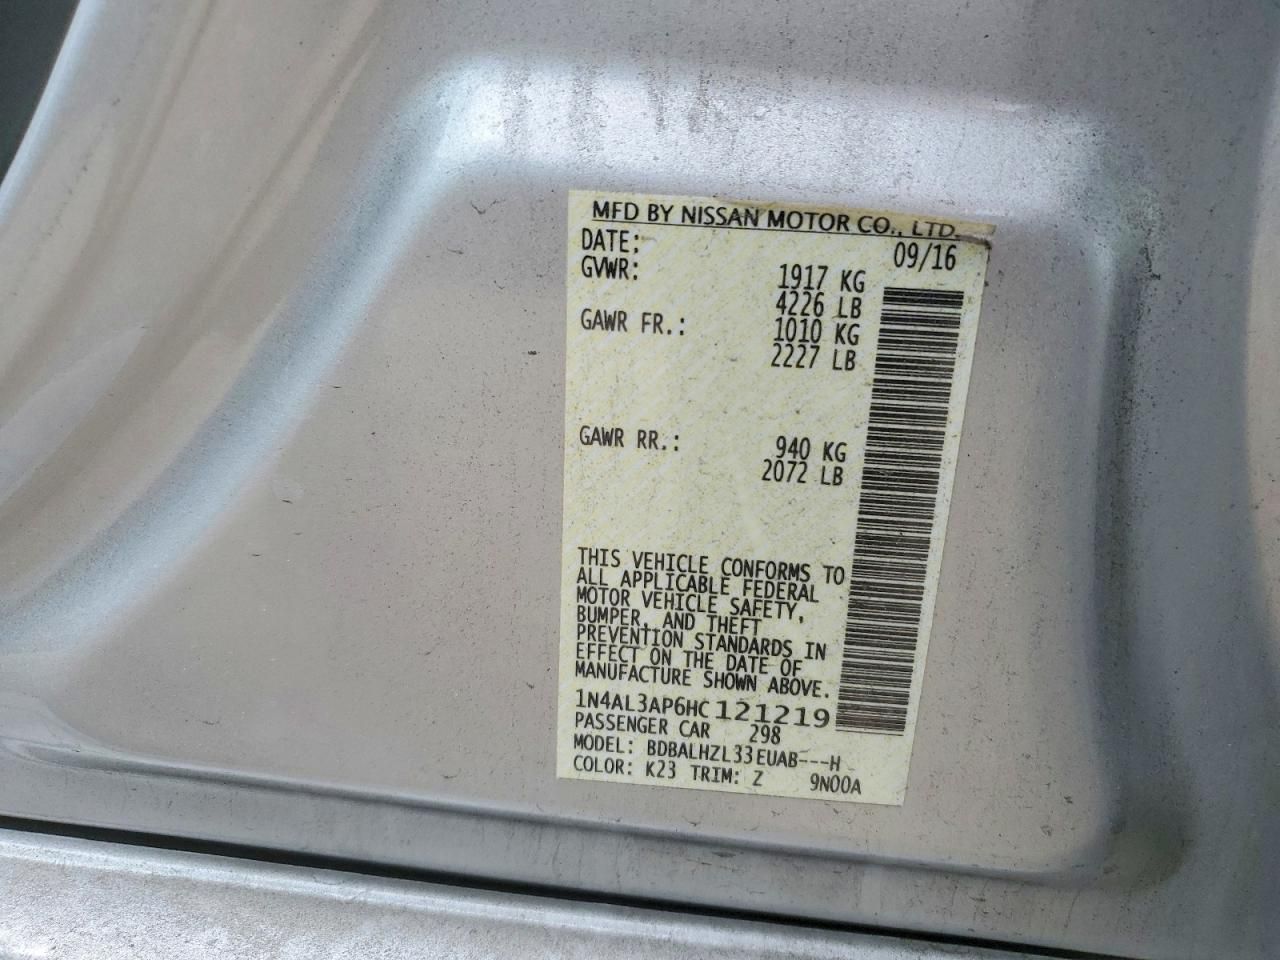 MFD BY NISSAN MOTOR CO., LTD.
DATE: 09/16
GVWR: 1917 KG
4226 LB
GAWR FR.: 1010 KG
2227 LB
GAWR RR.: 940 KG
2072 LB
THIS VEHICLE CONFORMS TO
ALL APPLICABLE FEDERAL
MOTOR VEHICLE SAFETY,
BUMPER, AND THEFT
PREVENTION STANDARDS IN
EFFECT ON THE DATE OF
MANUFACTURE SHOWN ABOVE.
1N4AL3AP6HC121219
PASSENGER CAR 298
MODEL: BDBALHZL33EUAB---H
COLOR: K23 TRIM: Z 9N00A